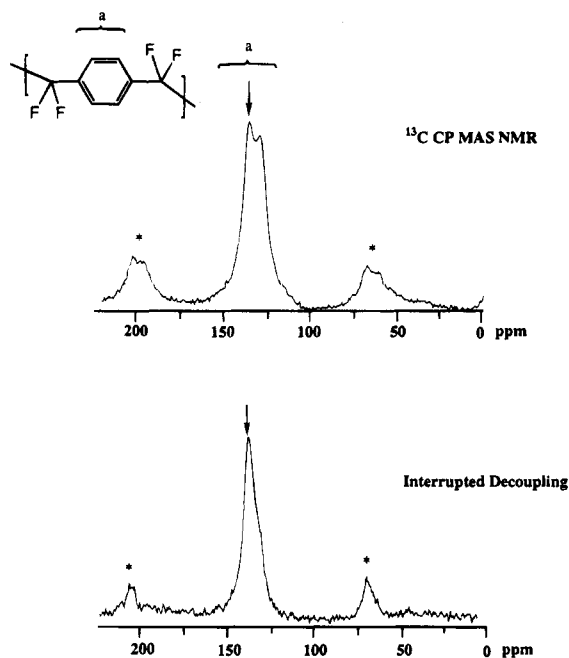 a
F
F
F
F
a
¹³C CP MAS NMR
*
*
200
150
100
50
0
ppm
Interrupted Decoupling
*
*
200
150
100
50
0
ppm